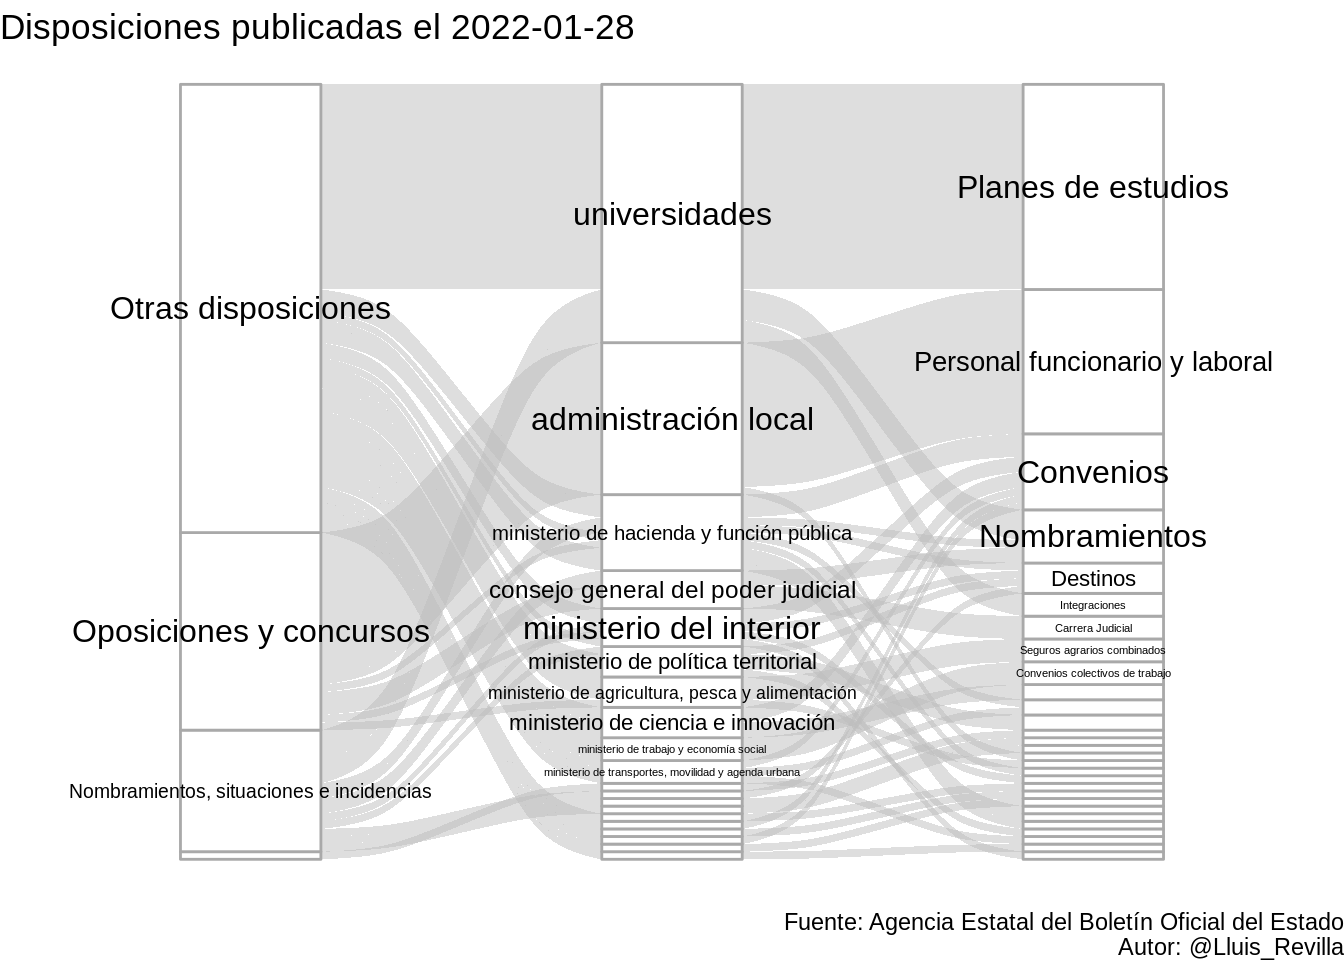 Disposiciones publicadas el 2022-01-28
Otras disposiciones
Oposiciones y concursos
Nombramientos, situaciones e incidencias
universidades
administración local
ministerio de hacienda y función pública
consejo general del poder judicial
ministerio del interior
ministerio de política territorial
ministerio de agricultura, pesca y alimentación
ministerio de ciencia e innovación
ministerio de trabajo y economía social
ministerio de transportes, movilidad y agenda urbana
Planes de estudios
Personal funcionario y laboral
Convenios
Nombramientos
Destinos
Integraciones
Carrera Judicial
Seguros agrarios combinados
Convenios colectivos de trabajo
Fuente: Agencia Estatal del Boletín Oficial del Estado
Autor: @Lluis_Revilla